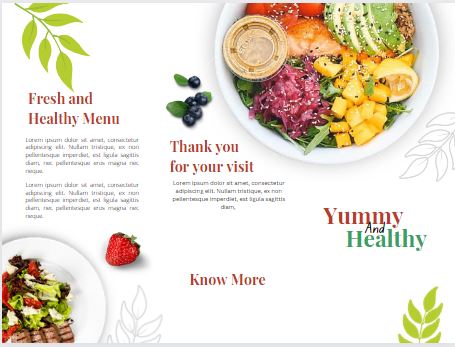 Fresh and
Healthy Menu
Lorem ipsum dolor sit amet, consectetur
adipiscing elit. Nullam tristique, ex non
pellentesque imperdiet, est ligula sagittis
diam, nec pellentesque eros magna nec
neque.
Lorem ipsum dolor sit amet, consectetur
adipiscing elit. Nullam tristique, ex non
pellentesque imperdiet, est ligula sagittis
diam, nec pellentesque eros magna nec
neque.
Thank you
for your visit
Lorem ipsum dolor sit amet, consectetur
adipiscing elit. Nullam tristique, ex non
pellentesque imperdiet, est ligula sagittis
diam,
Know More
Yummy
And
Healthy